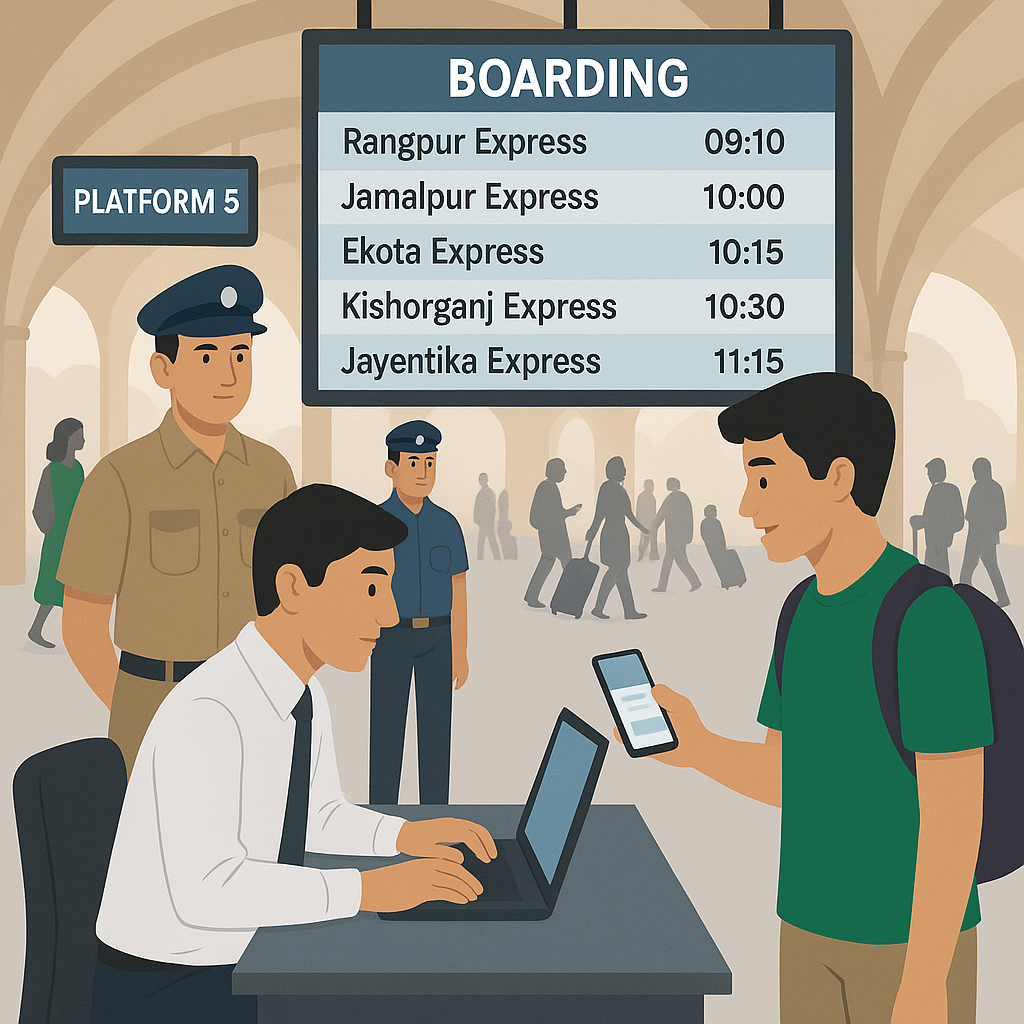 BOARDING
Rangpur Express 09:10
Jamalpur Express 10:00
Ekota Express 10:15
Kishorganj Express 10:30
Jayentika Express 11:15
PLATFORM 5